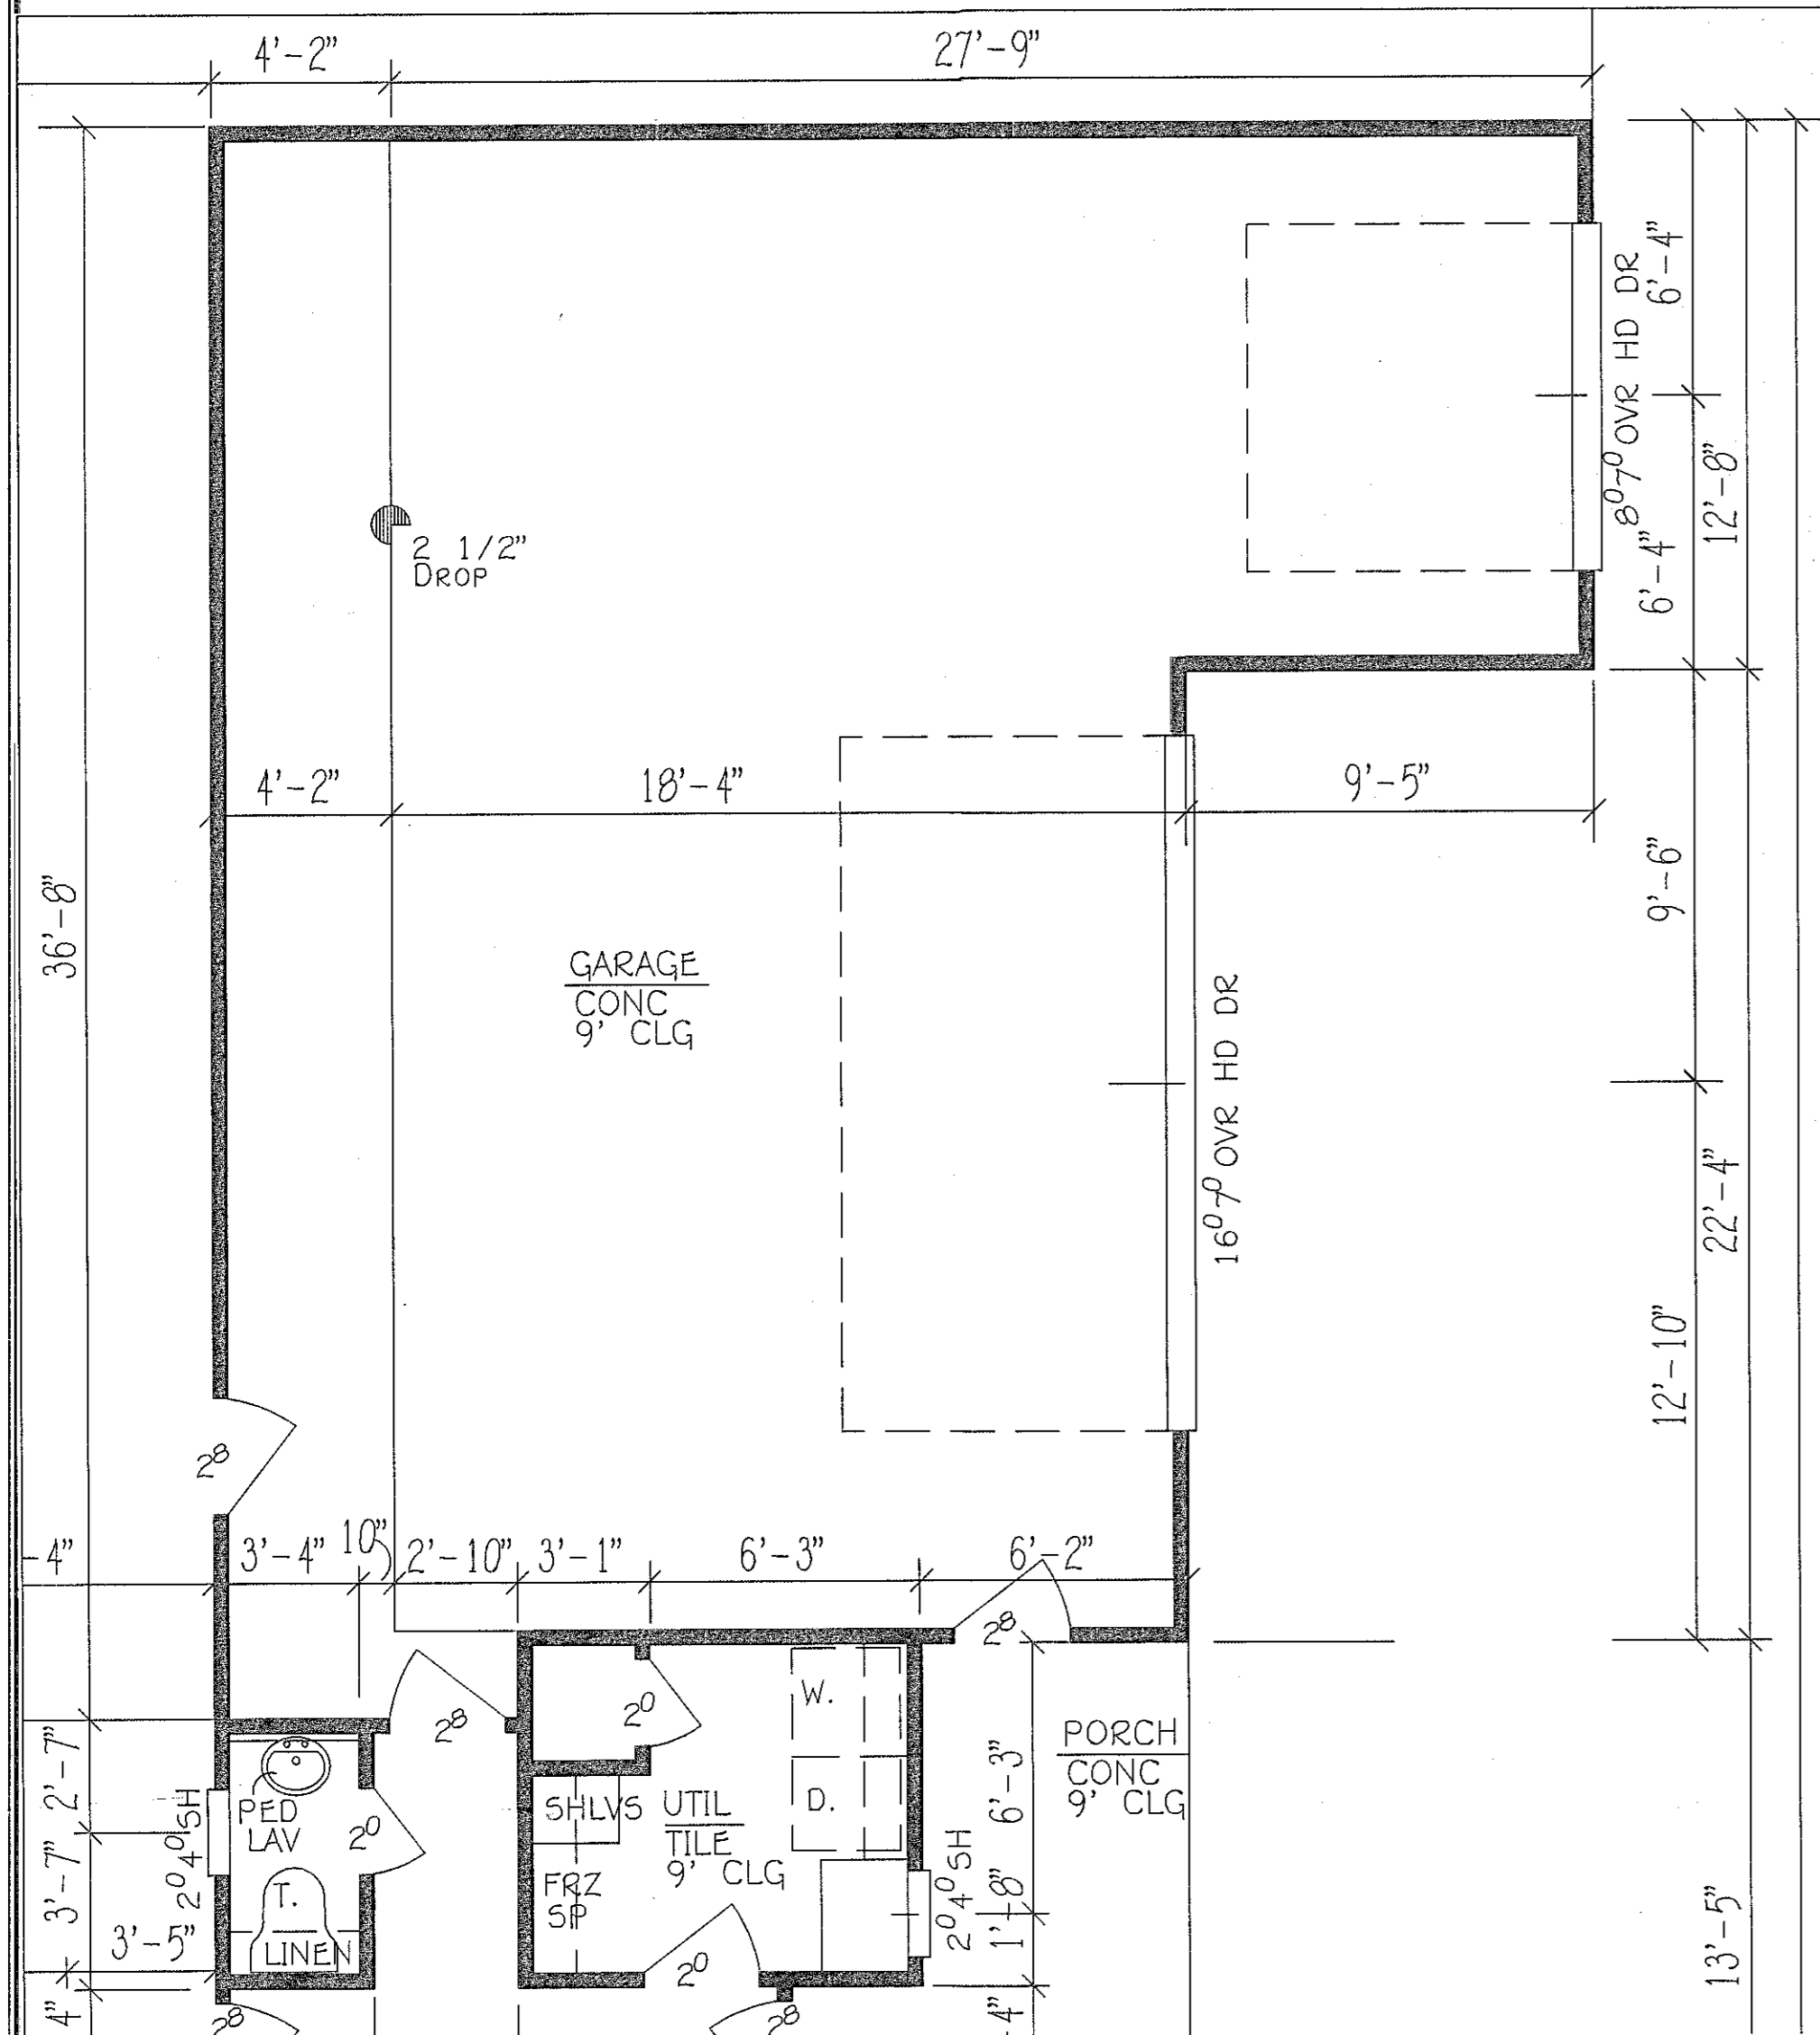 4'-2"
27'-9"
6'-4"
8⁰7⁰ OVR HD DR
12'-8"
6'-4"
2 1/2"
DROP
4'-2"
18'-4"
9'-5"
36'-8"
9'-6"
GARAGE
CONC
9' CLG
16⁰7⁰ OVR HD DR
22'-4"
12'-10"
2⁸
-4"
3'-4"
10"
2'-10"
3'-1"
6'-3"
6'-2"
2⁸
2⁸
2⁰
W.
PORCH
CONC
9' CLG
2'-7"
6'-3"
PED
LAV
2⁰
SHLVS
UTIL
TILE
9' CLG
D.
2⁰4⁰SH
3'-7"
T.
FRZ
SP
2⁰4⁰SH
1'-8"
3'-5"
LINEN
2⁰
13'-5"
4"
2⁸
2⁸
4"